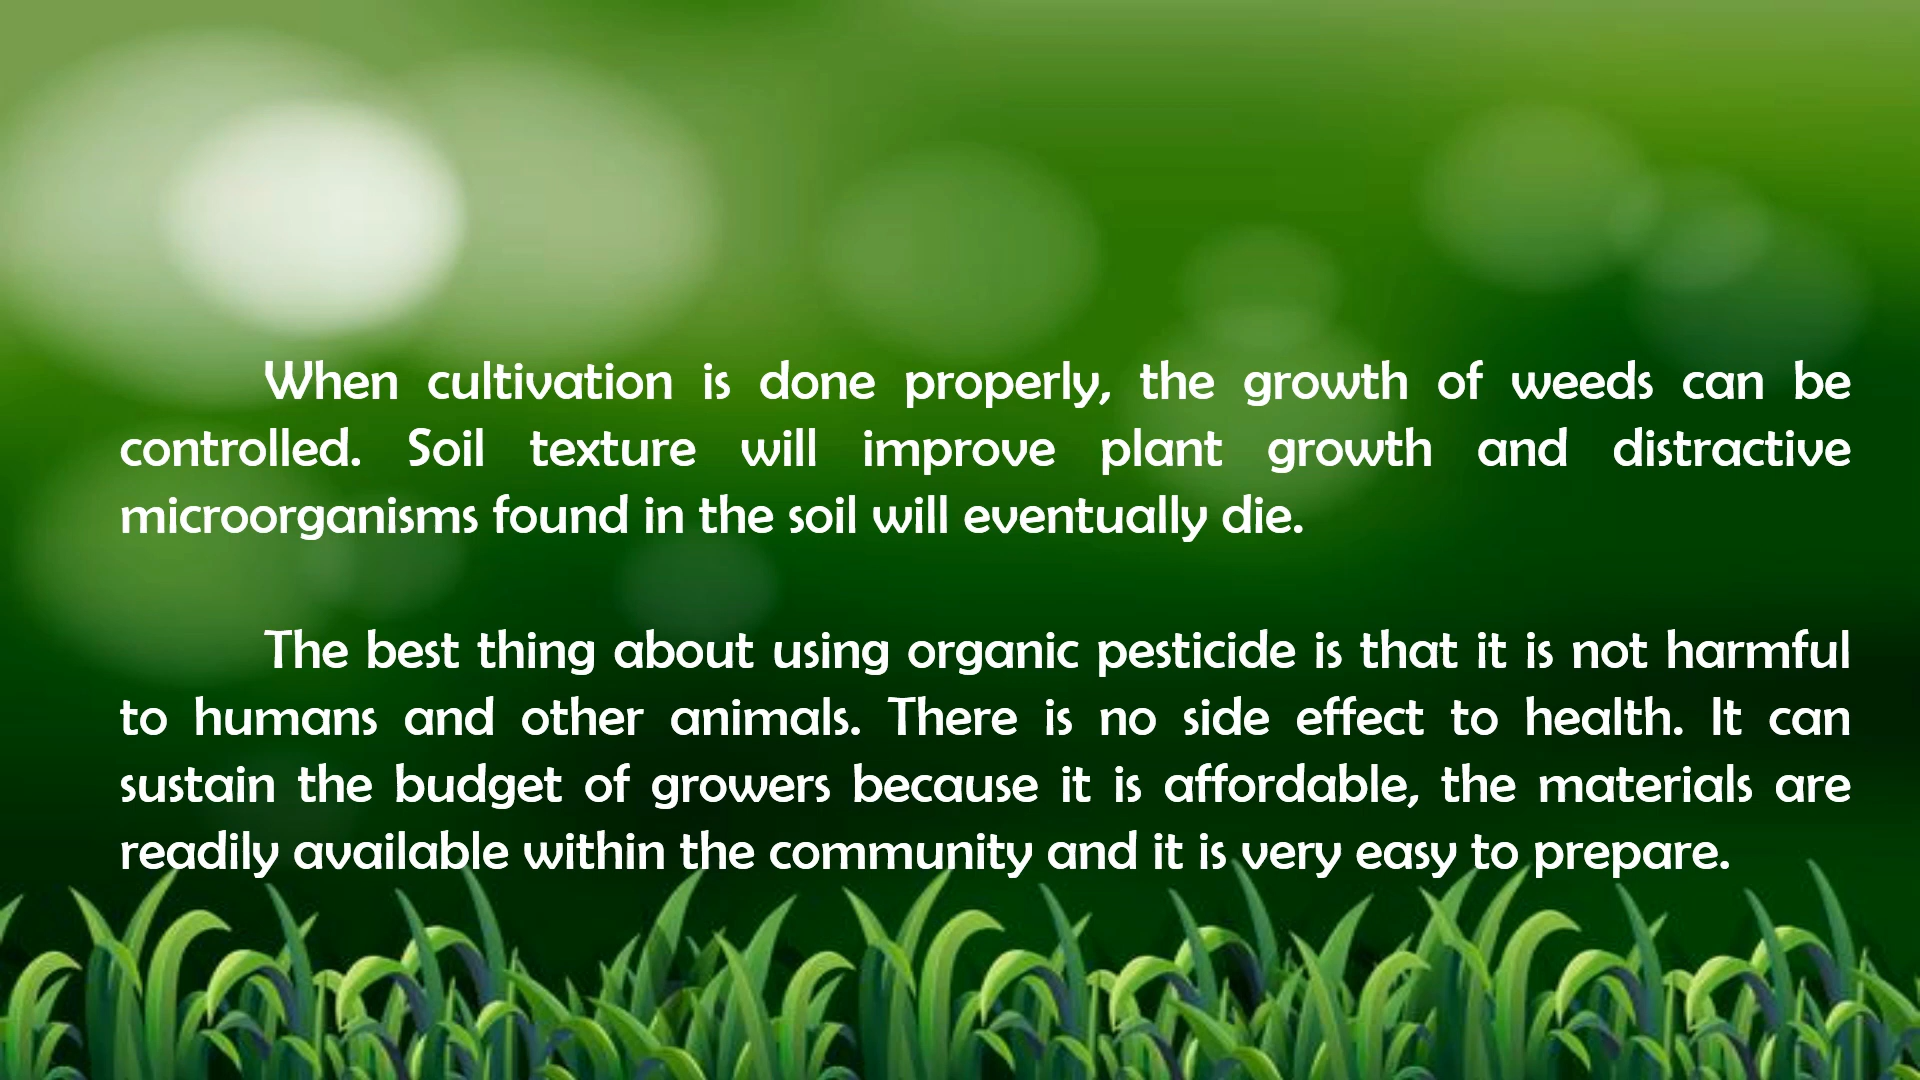 When cultivation is done properly, the growth of weeds can be
controlled. Soil texture will improve plant growth and distractive
microorganisms found in the soil will eventually die.
The best thing about using organic pesticide is that it is not harmful
to humans and other animals. There is no side effect to health. It can
sustain the budget of growers because it is affordable, the materials are
readily available within the community and it is very easy to prepare.